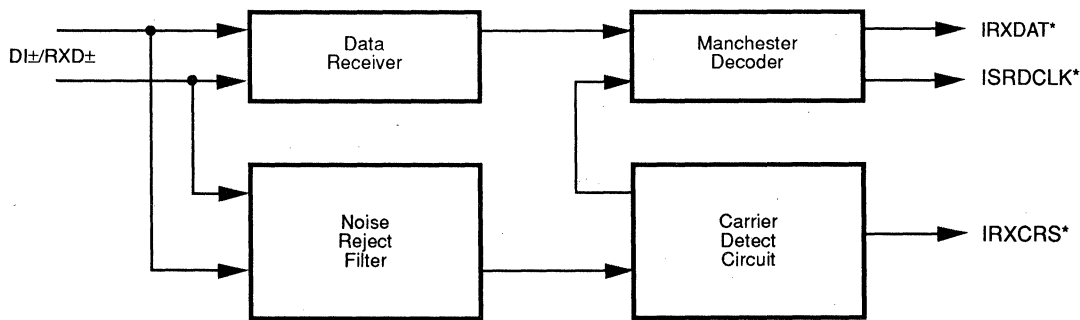 DI±/RXD±
Data
Receiver
Manchester
Decoder
IRXDAT*
ISRDCLK*
Noise
Reject
Filter
Carrier
Detect
Circuit
IRXCRS*